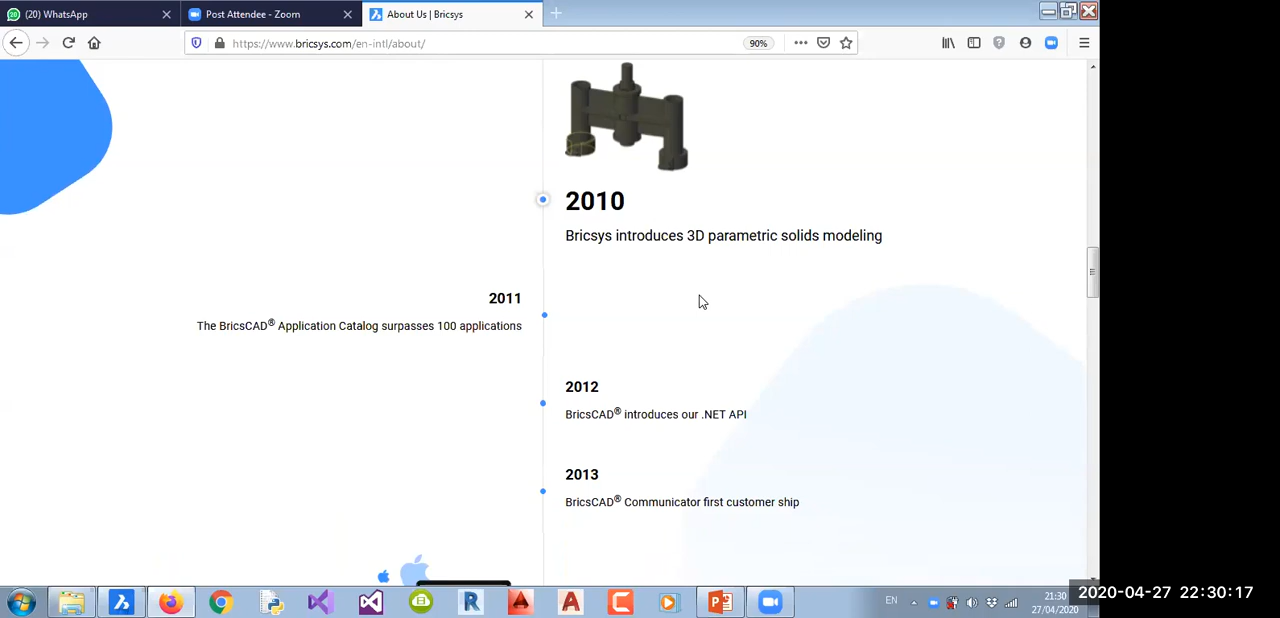 (20) WhatsApp
Post Attendee - Zoom
About Us | Bricsys
https://www.bricsys.com/en-intl/about/
90%
2010
Bricsys introduces 3D parametric solids modeling
2011
The BricsCAD® Application Catalog surpasses 100 applications
2012
BricsCAD® introduces our .NET API
2013
BricsCAD® Communicator first customer ship
EN
21:30
27/04/2020
2020-04-27 22:30:17